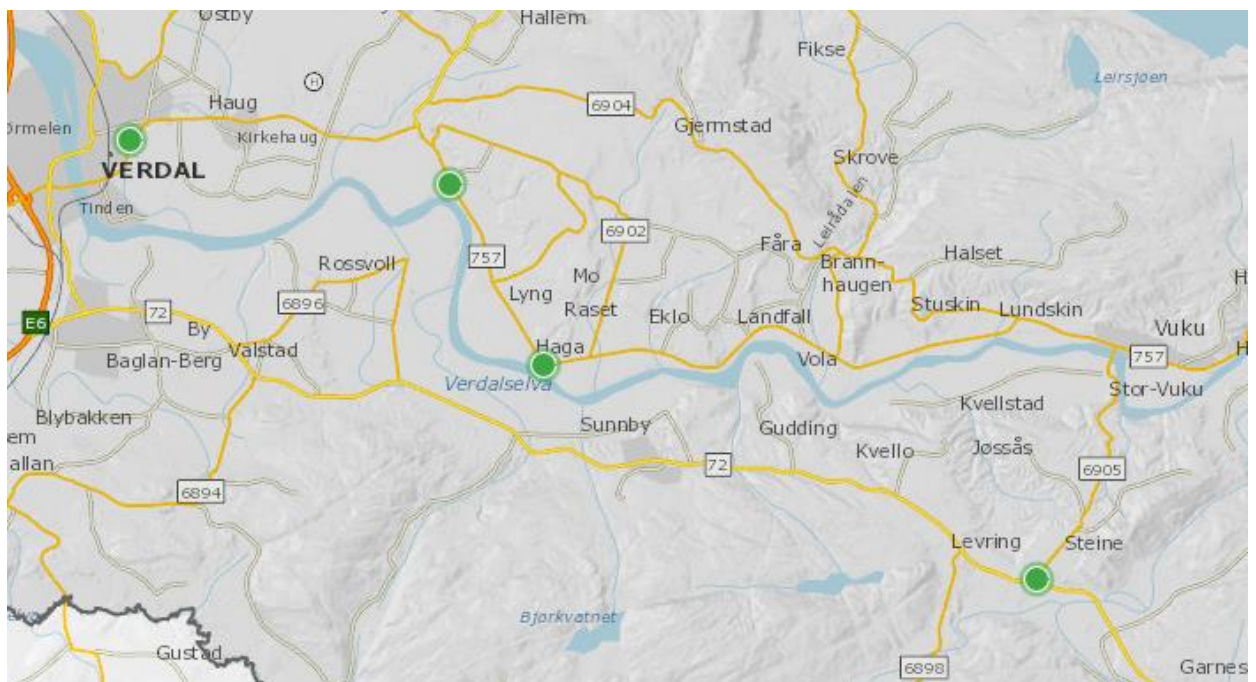 Østby
Hallem
Fikse
Leirsjøen
Haug
H
6904
Ørmelen
Kirkehaug
Gjermstad
VERDAL
Skrove
Tinden
Leirådalen
6902
Fåra
Rossvoll
757
Halset
Brann-
haugen
Mo
Lyng
6896
Raset
Stuskin
Lundskin
E6
72
By
Eklo
Landfall
Vuku
Baglan-Berg
Valstad
Haga
Vola
757
Verdalselva
Stor-Vuku
Kvellstad
Blybakken
Sunnby
Gudding
Kvello
Jøssås
72
6905
6894
Levring
Steine
Bjorkvatnet
Gustad
6898
Garnes